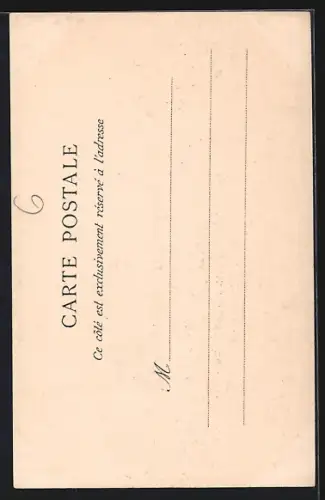 CARTE POSTALE
Ce côté est exclusivement réservé à l'adresse
M
6